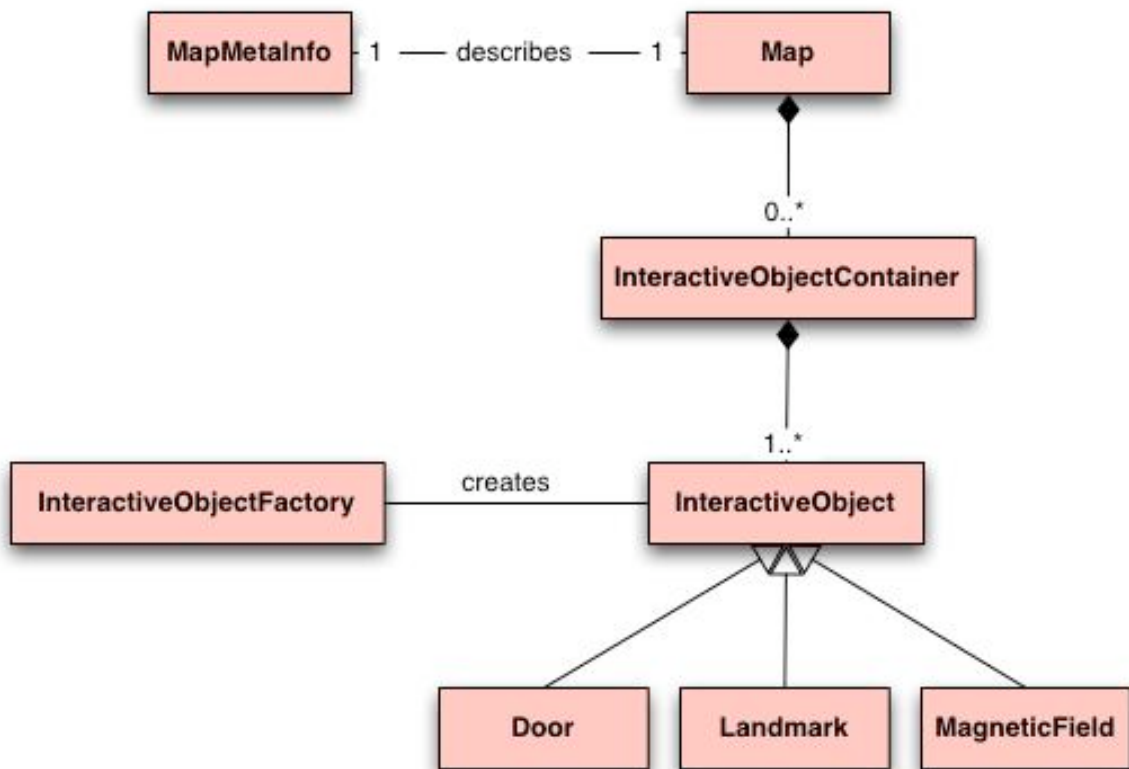 MapMetaInfo
1
describes
1
Map
0..*
InteractiveObjectContainer
1..*
InteractiveObjectFactory
creates
InteractiveObject
Door
Landmark
MagneticField